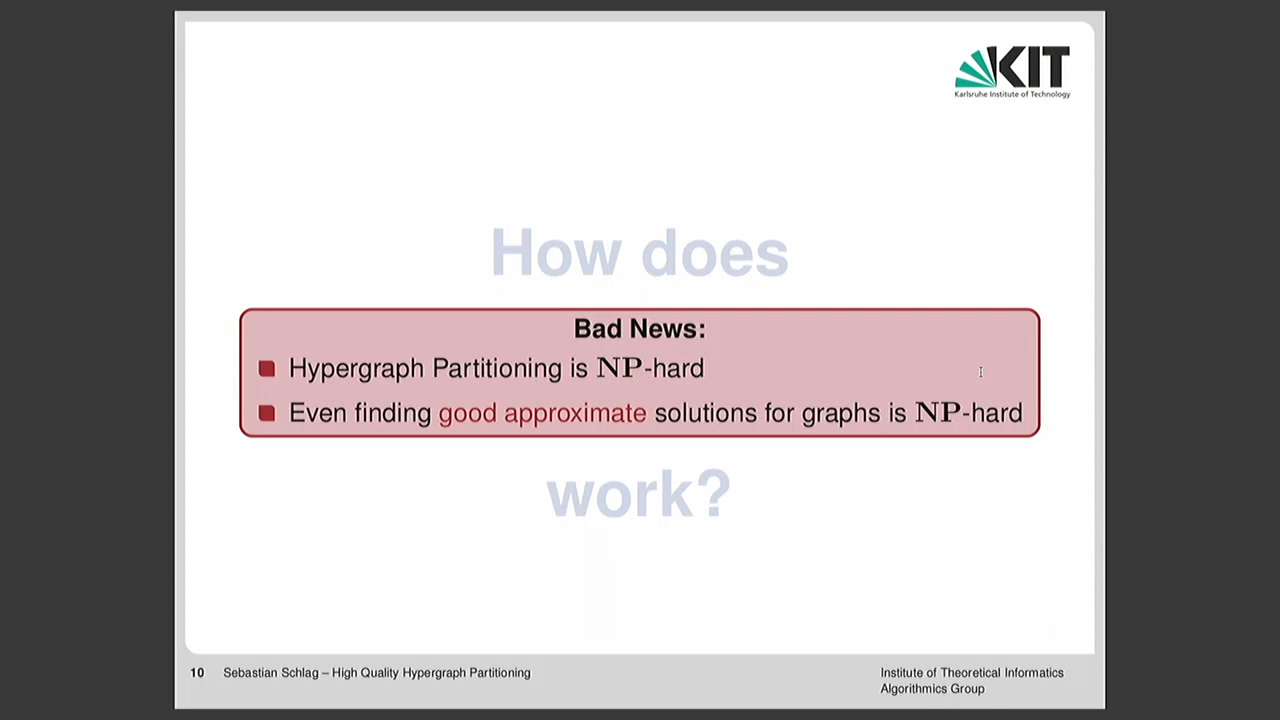 KIT
Karlsruhe Institute of Technology
How does
Bad News:
Hypergraph Partitioning is NP-hard
Even finding good approximate solutions for graphs is NP-hard
work?
10 Sebastian Schlag – High Quality Hypergraph Partitioning
Institute of Theoretical Informatics
Algorithmics Group